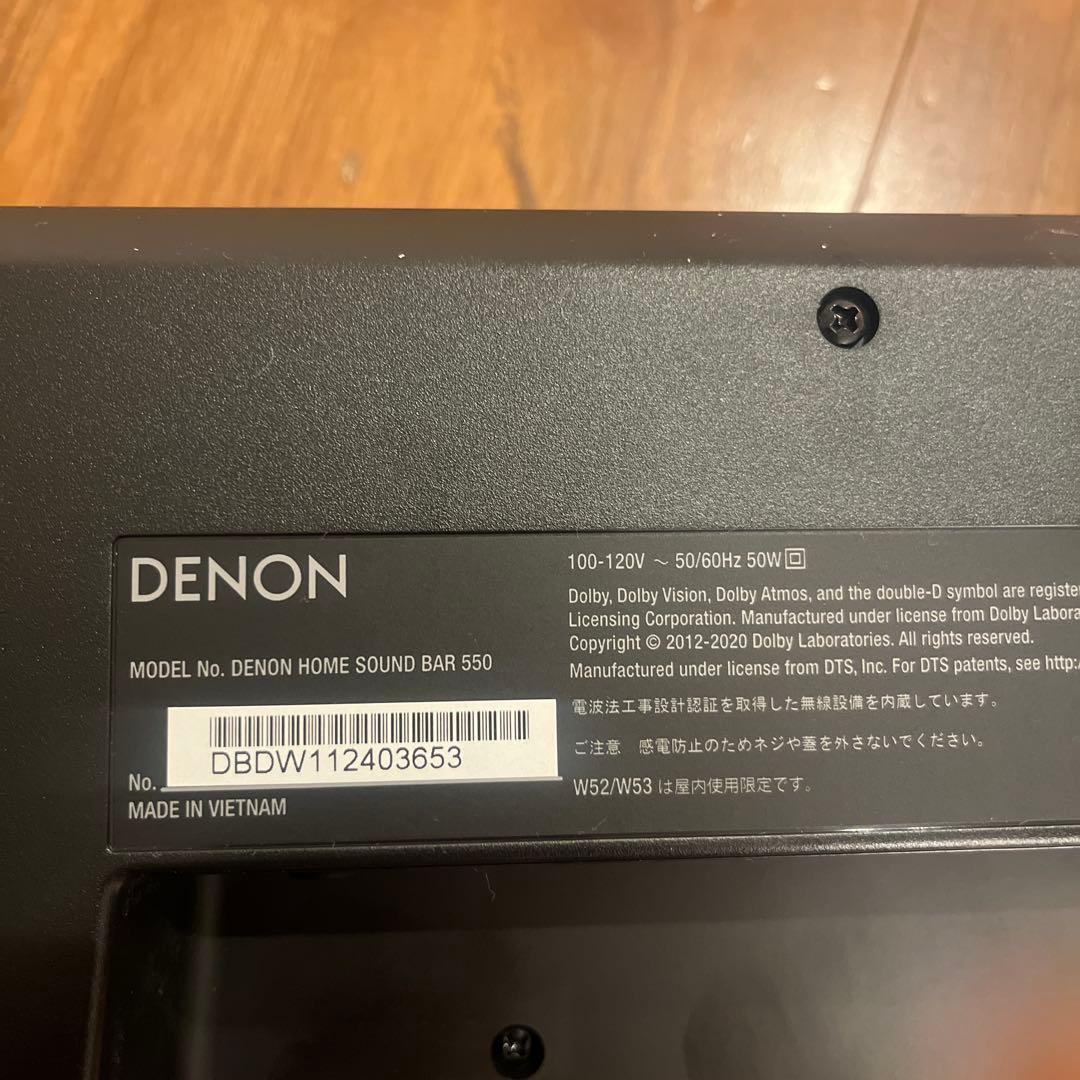 DENON
MODEL No. DENON HOME SOUND BAR 550
DBDW112403653
No.
MADE IN VIETNAM
100-120V ～ 50/60Hz 50W
Dolby, Dolby Vision, Dolby Atmos, and the double-D symbol are
Licensing Corporation. Manufactured under license from Dolby
Copyright © 2012-2020 Dolby Laboratories. All rights reserved.
Manufactured under license from DTS, Inc. For DTS patents, see http:/
電波法工事設計認証を取得した無線設備を内蔵しています。
ご注意 感電防止のためネジや蓋を外さないでください。
W52/W53 は屋内使用限定です。